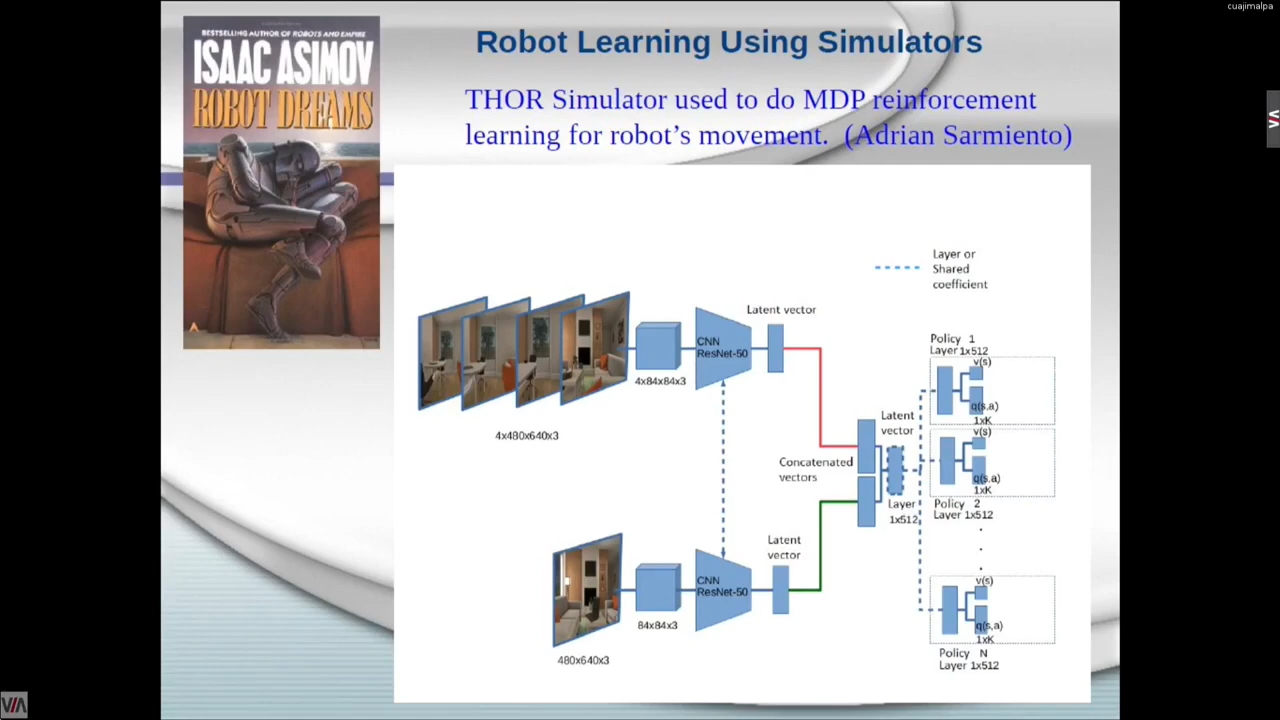 cuajimalpa
Robot Learning Using Simulators
THOR Simulator used to do MDP reinforcement
learning for robot's movement. (Adrian Sarmiento)
BESTSELLING AUTHOR OF ROBOTS AND EMPIRE
ISAAC ASIMOV
ROBOT DREAMS
Layer or
Shared
coefficient
Latent vector
CNN
ResNet-50
4x84x84x3
4x480x640x3
Policy 1
Layer 1x512
v(s)
q(s,a)
1xK
Latent
vector
Concatenated
vectors
Layer
1x512
v(s)
q(s,a)
1xK
Policy 2
Layer 1x512
.
.
.
Latent
vector
CNN
ResNet-50
84x84x3
480x640x3
v(s)
q(s,a)
1xK
Policy N
Layer 1x512
VIA